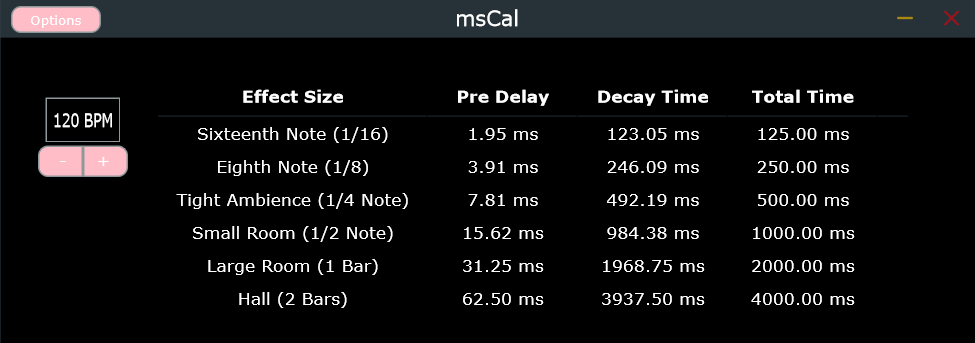 Options
msCal
120 BPM
- +
Effect Size Pre Delay Decay Time Total Time
Sixteenth Note (1/16) 1.95 ms 123.05 ms 125.00 ms
Eighth Note (1/8) 3.91 ms 246.09 ms 250.00 ms
Tight Ambience (1/4 Note) 7.81 ms 492.19 ms 500.00 ms
Small Room (1/2 Note) 15.62 ms 984.38 ms 1000.00 ms
Large Room (1 Bar) 31.25 ms 1968.75 ms 2000.00 ms
Hall (2 Bars) 62.50 ms 3937.50 ms 4000.00 ms